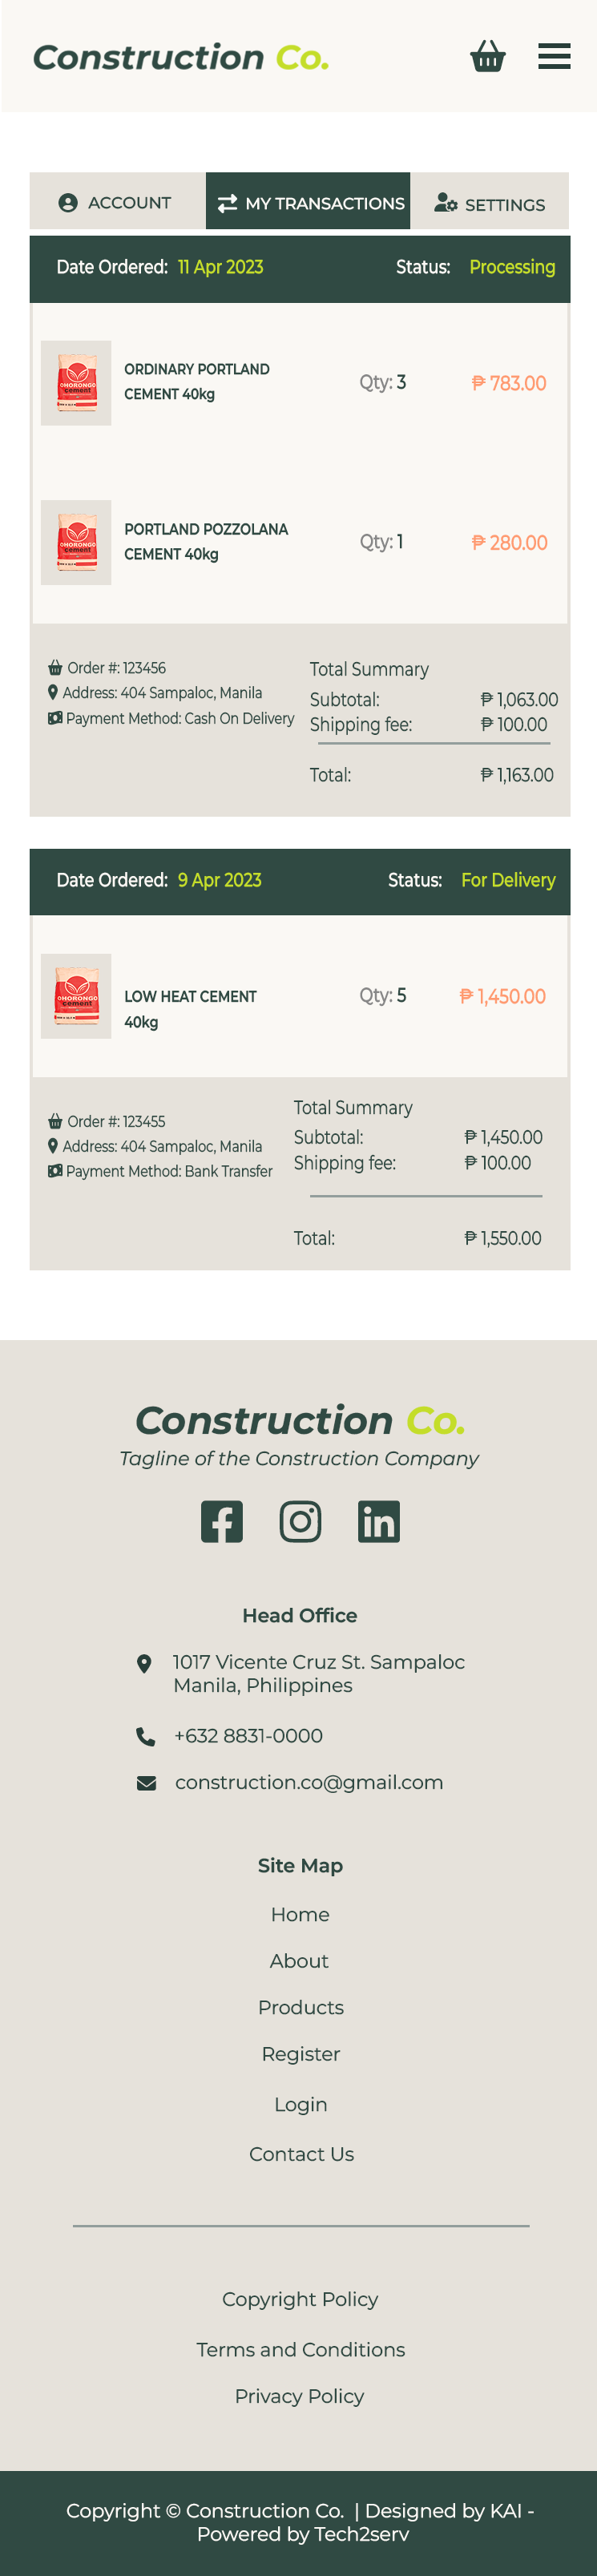 Construction Co.
ACCOUNT
MY TRANSACTIONS
SETTINGS
Date Ordered: 11 Apr 2023 Status: Processing
OHORONGO
cement
ORDINARY PORTLAND
CEMENT 40kg
Qty: 3
₱ 783.00
OHORONGO
cement
PORTLAND POZZOLANA
CEMENT 40kg
Qty: 1
₱ 280.00
Order #: 123456
Address: 404 Sampaloc, Manila
Payment Method: Cash On Delivery
Total Summary
Subtotal: ₱ 1,063.00
Shipping fee: ₱ 100.00
Total: ₱ 1,163.00
Date Ordered: 9 Apr 2023 Status: For Delivery
OHORONGO
cement
LOW HEAT CEMENT
40kg
Qty: 5
₱ 1,450.00
Order #: 123455
Address: 404 Sampaloc, Manila
Payment Method: Bank Transfer
Total Summary
Subtotal: ₱ 1,450.00
Shipping fee: ₱ 100.00
Total: ₱ 1,550.00
Construction Co.
Tagline of the Construction Company
Head Office
1017 Vicente Cruz St. Sampaloc
Manila, Philippines
+632 8831-0000
construction.co@gmail.com
Site Map
Home
About
Products
Register
Login
Contact Us
Copyright Policy
Terms and Conditions
Privacy Policy
Copyright © Construction Co. | Designed by KAI -
Powered by Tech2serv